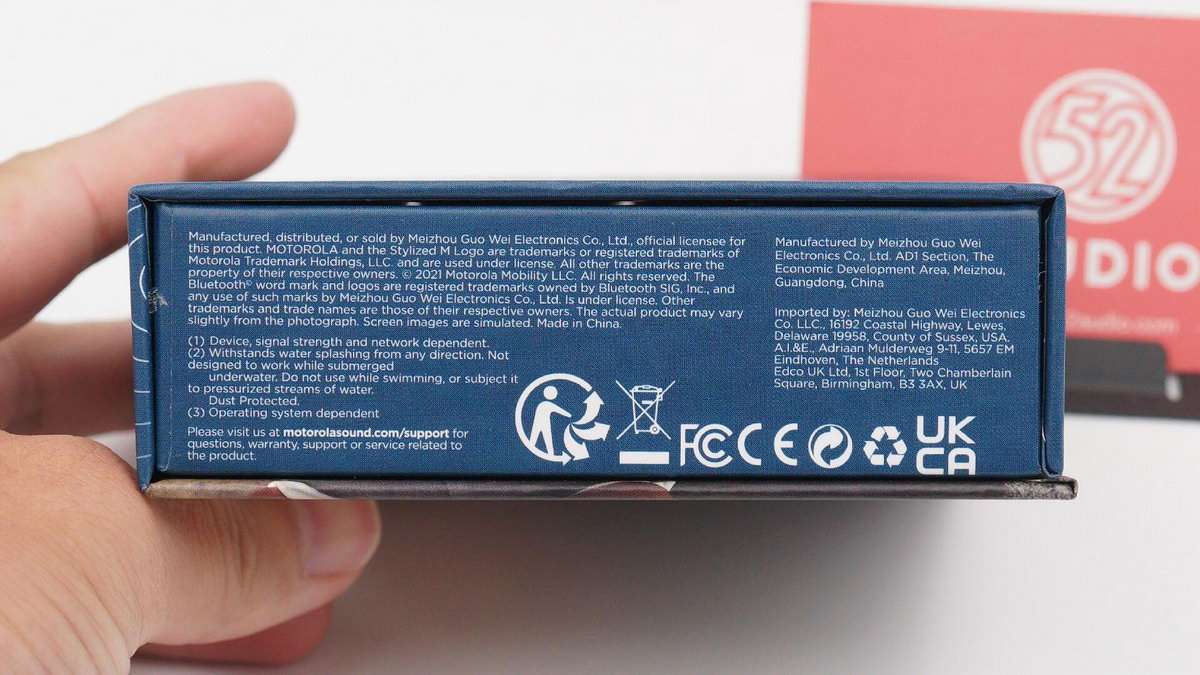 Manufactured, distributed, or sold by Meizhou Guo Wei Electronics Co., Ltd., official licensee for
this product. MOTOROLA and the Stylized M Logo are trademarks or registered trademarks of
Motorola Trademark Holdings, LLC. and are used under license. All other trademarks are the
property of their respective owners. © 2021 Motorola Mobility LLC. All rights reserved. The
Bluetooth® word mark and logos are registered trademarks owned by Bluetooth SIG, Inc., and
any use of such marks by Meizhou Guo Wei Electronics Co., Ltd. Is under license. Other
trademarks and trade names are those of their respective owners. The actual product may vary
slightly from the photograph. Screen images are simulated. Made in China.
(1) Device, signal strength and network dependent.
(2) Withstands water splashing from any direction. Not
designed to work while submerged
underwater. Do not use while swimming, or subject it
to pressurized streams of water.
Dust Protected.
(3) Operating system dependent
Please visit us at motorolasound.com/support for
questions, warranty, support or service related to
the product.
Manufactured by Meizhou Guo Wei
Electronics Co., Ltd. AD1 Section, The
Economic Development Area, Meizhou,
Guangdong, China
Imported by: Meizhou Guo Wei Electronics
Co. LLC., 16192 Coastal Highway, Lewes,
Delaware 19958, County of Sussex, USA.
A.I.&E., Adriaan Mulderweg 9-11, 5657 EM
Eindhoven, The Netherlands
Edco UK Ltd, 1st Floor, Two Chamberlain
Square, Birmingham, B3 3AX, UK
FC CE
UK
CA
52
UDIO